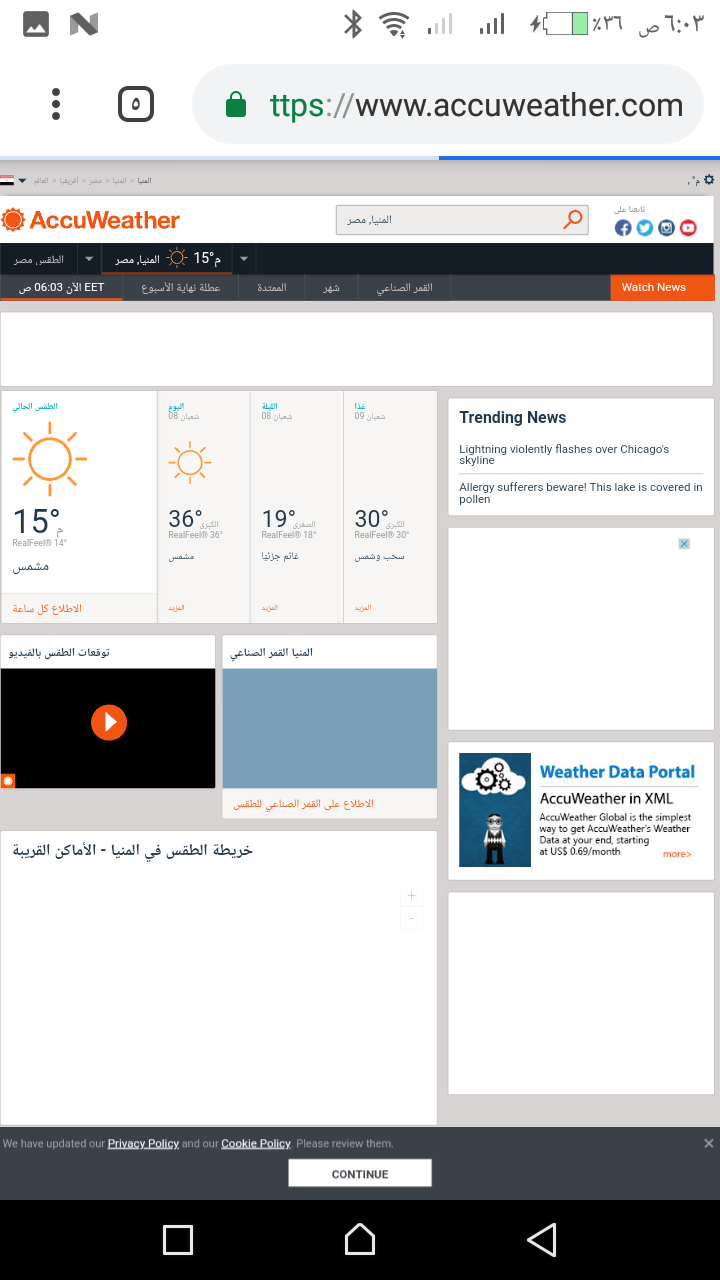 ٪٣٦ ٦:٠٣ ص
٥
ttps://www.accuweather.com
العالم > أفريقيا > مصر > المنيا > المنيا
م° ,
AccuWeather
المنيا, مصر
تابعنا على
الطقس, مصر
المنيا, مصر 15°م
الآن 06:03 ص EET
عطلة نهاية الأسبوع
الممتدة
شهر
القمر الصناعي
Watch News
الطقس الحالي
15° م
RealFeel® 14°
مشمس
الاطلاع كل ساعة
اليوم
شعبان 08
36° الكبرى
RealFeel® 36°
مشمس
المزيد
الليلة
شعبان 08
19° الصغرى
RealFeel® 18°
غائم جزئيًا
المزيد
غدًا
شعبان 09
30° الكبرى
RealFeel® 30°
سحب وشمس
المزيد
Trending News
Lightning violently flashes over Chicago's
skyline
Allergy sufferers beware! This lake is covered in
pollen
توقعات الطقس بالفيديو
المنيا القمر الصناعي
الاطلاع على القمر الصناعي للطقس
Weather Data Portal
AccuWeather in XML
AccuWeather Global is the simplest
way to get AccuWeather's Weather
Data at your end, starting
at US$ 0.69/month
more>
خريطة الطقس في المنيا - الأماكن القريبة
+
-
We have updated our Privacy Policy and our Cookie Policy. Please review them.
CONTINUE